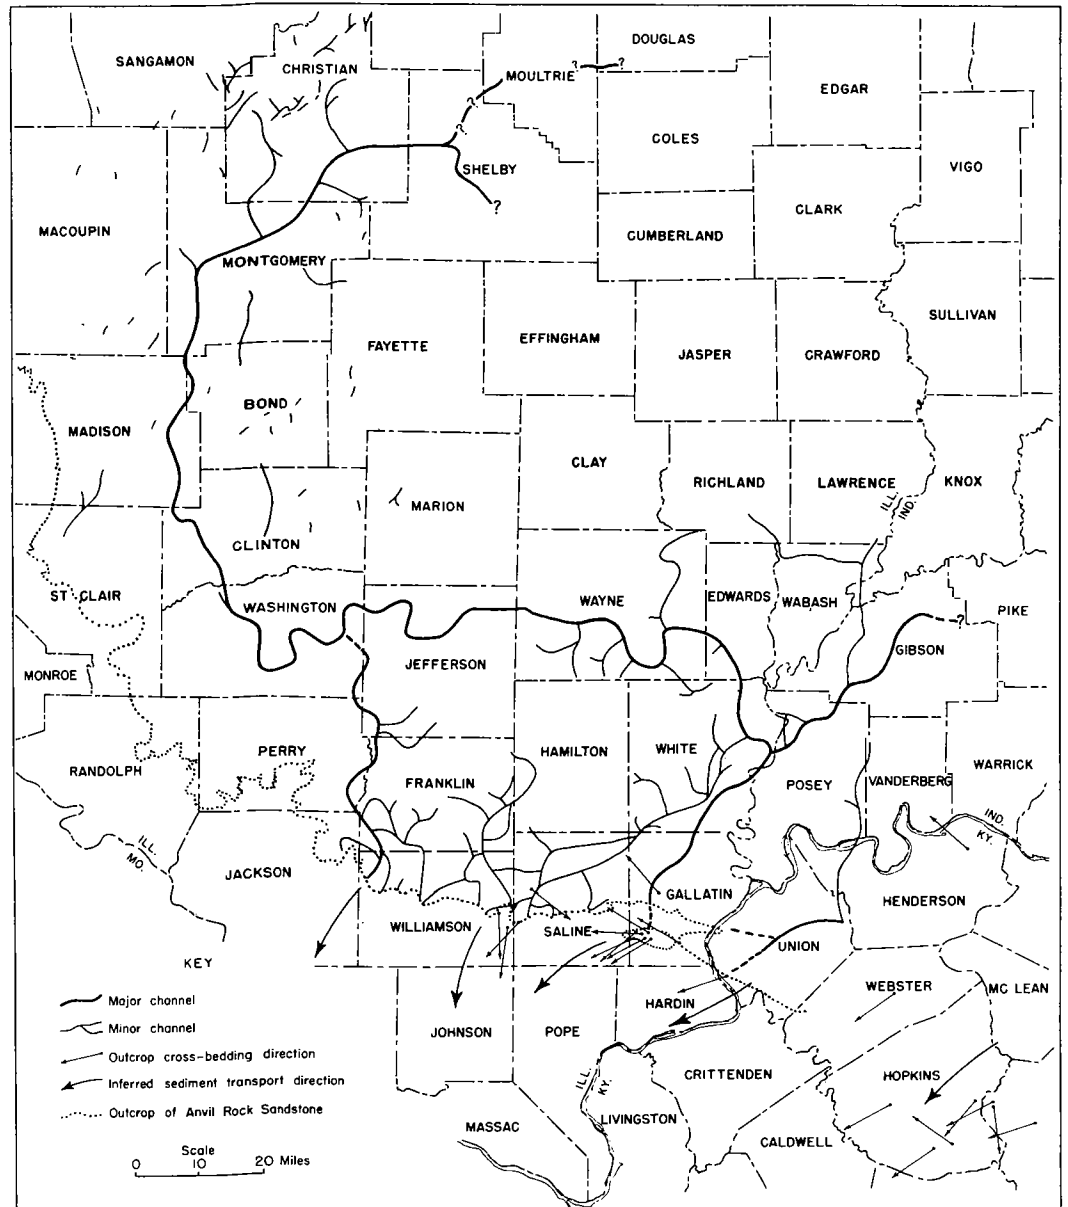 DOUGLAS
SANGAMON
CHRISTIAN
MOULTRIE
?
?
?
?
EDGAR
COLES
SHELBY
VIGO
?
CLARK
MACOUPIN
CUMBERLAND
MONTGOMERY
SULLIVAN
EFFINGHAM
FAYETTE
JASPER
CRAWFORD
BOND
MADISON
CLAY
RICHLAND
LAWRENCE
KNOX
ILL.
IND.
MARION
CLINTON
ST. CLAIR
WASHINGTON
WAYNE
EDWARDS
WABASH
PIKE
?
GIBSON
JEFFERSON
MONROE
PERRY
HAMILTON
WHITE
RANDOLPH
FRANKLIN
POSEY
VANDERBERG
WARRICK
IND.
KY.
ILL.
MO.
JACKSON
GALLATIN
HENDERSON
WILLIAMSON
SALINE
UNION
KEY
WEBSTER
MC LEAN
Major channel
HARDIN
Minor channel
JOHNSON
POPE
Outcrop cross-bedding direction
CRITTENDEN
HOPKINS
Inferred sediment transport direction
ILL.
KY.
Outcrop of Anvil Rock Sandstone
LIVINGSTON
MASSAC
CALDWELL
Scale
0 10 20 Miles